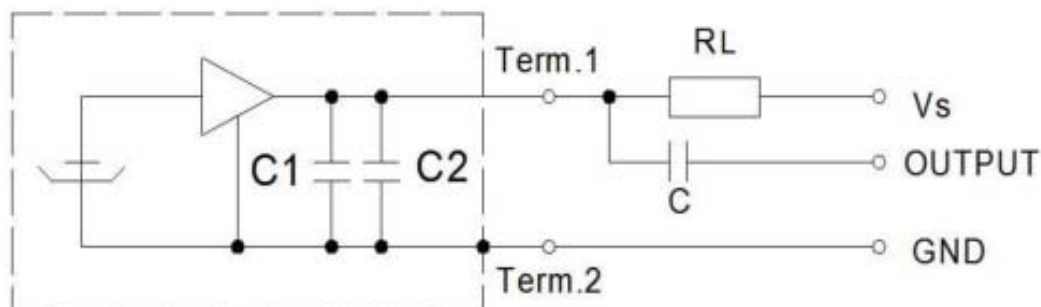 RL
Term.1
Vs
C1
C2
OUTPUT
C
GND
Term.2